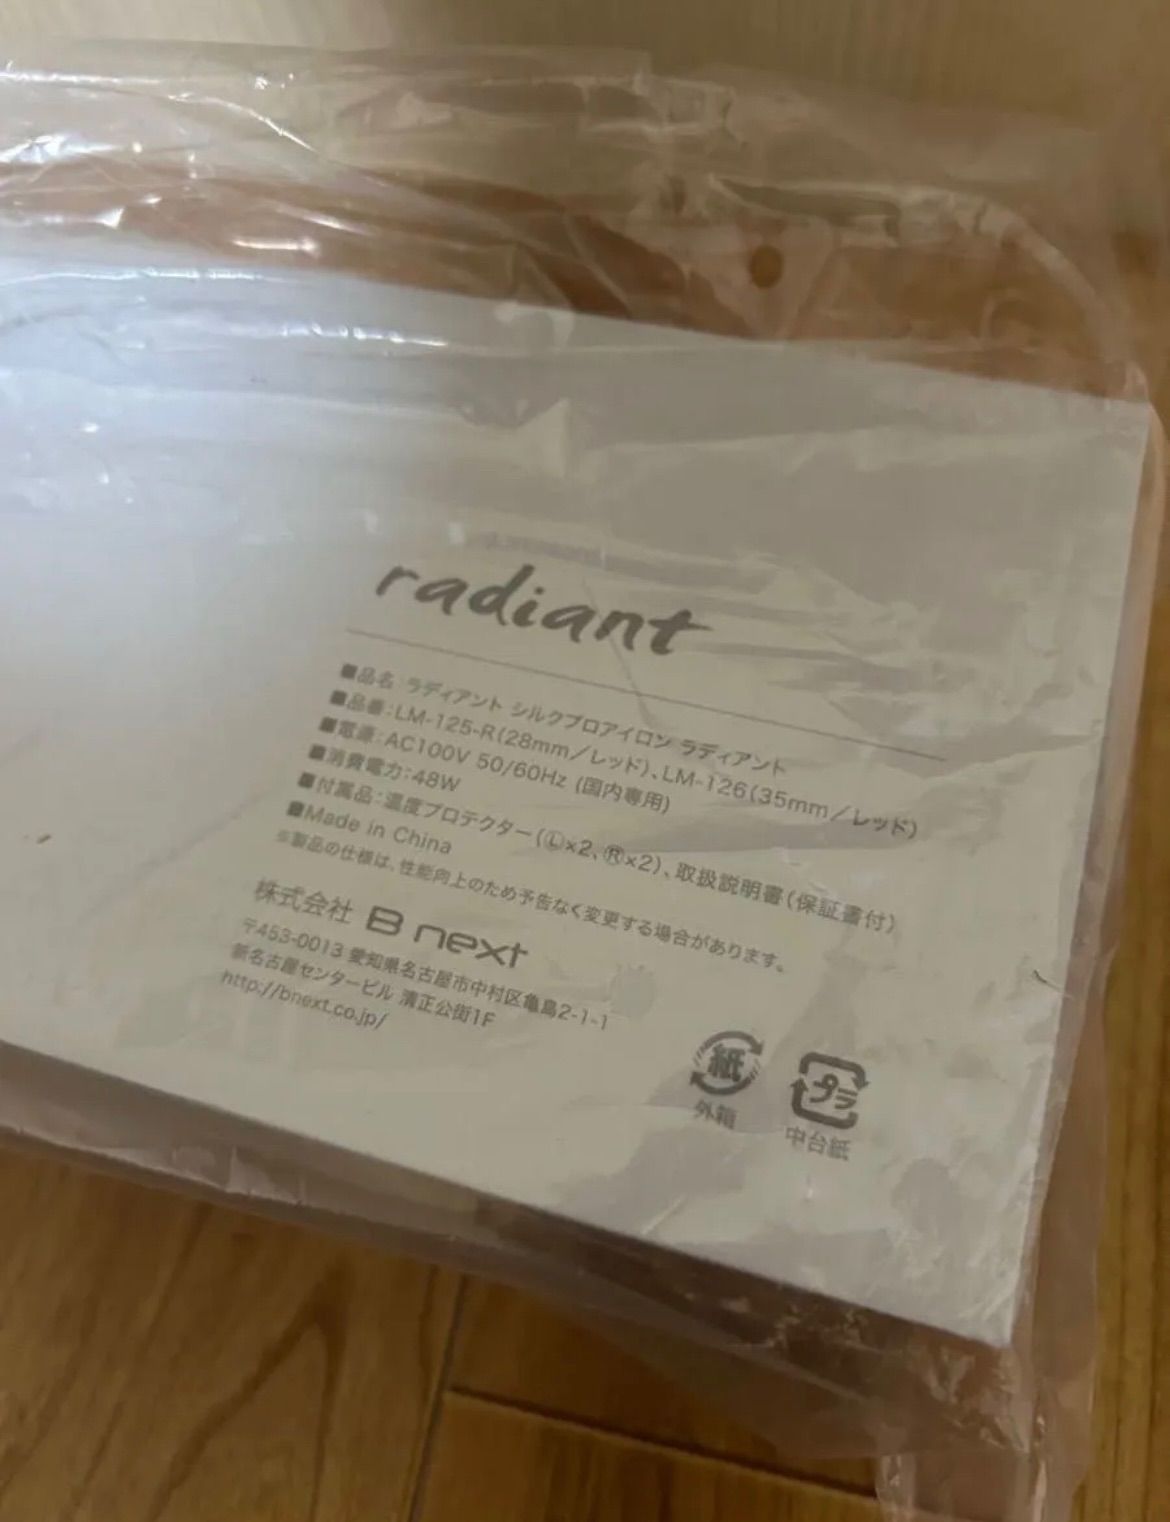 radiant
■品名:ラディアント シルクプロアイロン ラディアント
■品番:LM-125-R(28mm/レッド)、LM-126(35mm/レッド)
■電源:AC100V 50/60Hz (国内専用)
■消費電力:48W
■付属品:温度プロテクター(Ⓛ×2、Ⓡ×2)、取扱説明書(保証書付)
■Made in China
※製品の仕様は、性能向上のため予告なく変更する場合があります。
株式会社 B next
〒453-0013 愛知県名古屋市中村区亀島2-1-1
新名古屋センタービル 清正公街1F
http://bnext.co.jp/
紙
外箱
プラ
中台紙